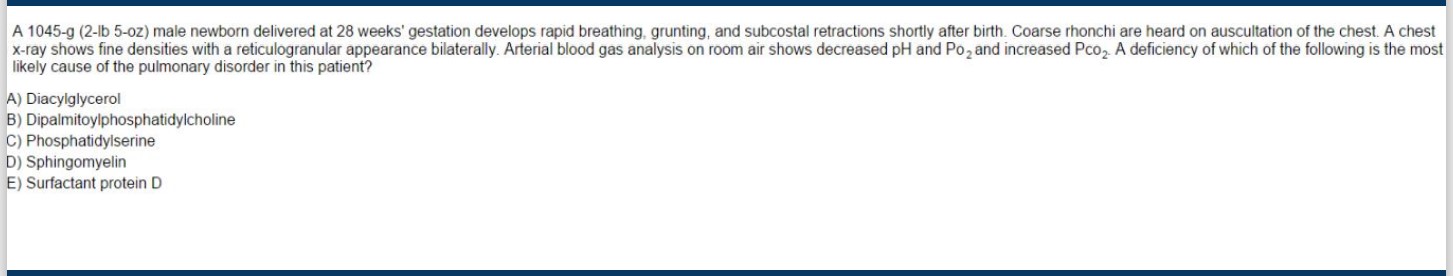 A 1045-g (2-lb 5-oz) male newborn delivered at 28 weeks' gestation develops rapid breathing, grunting, and subcostal retractions shortly after birth. Coarse rhonchi are heard on auscultation of the chest. A chest
x-ray shows fine densities with a reticulogranular appearance bilaterally. Arterial blood gas analysis on room air shows decreased pH and Po₂ and increased Pco₂. A deficiency of which of the following is the most
likely cause of the pulmonary disorder in this patient?
A) Diacylglycerol
B) Dipalmitoylphosphatidylcholine
C) Phosphatidylserine
D) Sphingomyelin
E) Surfactant protein D